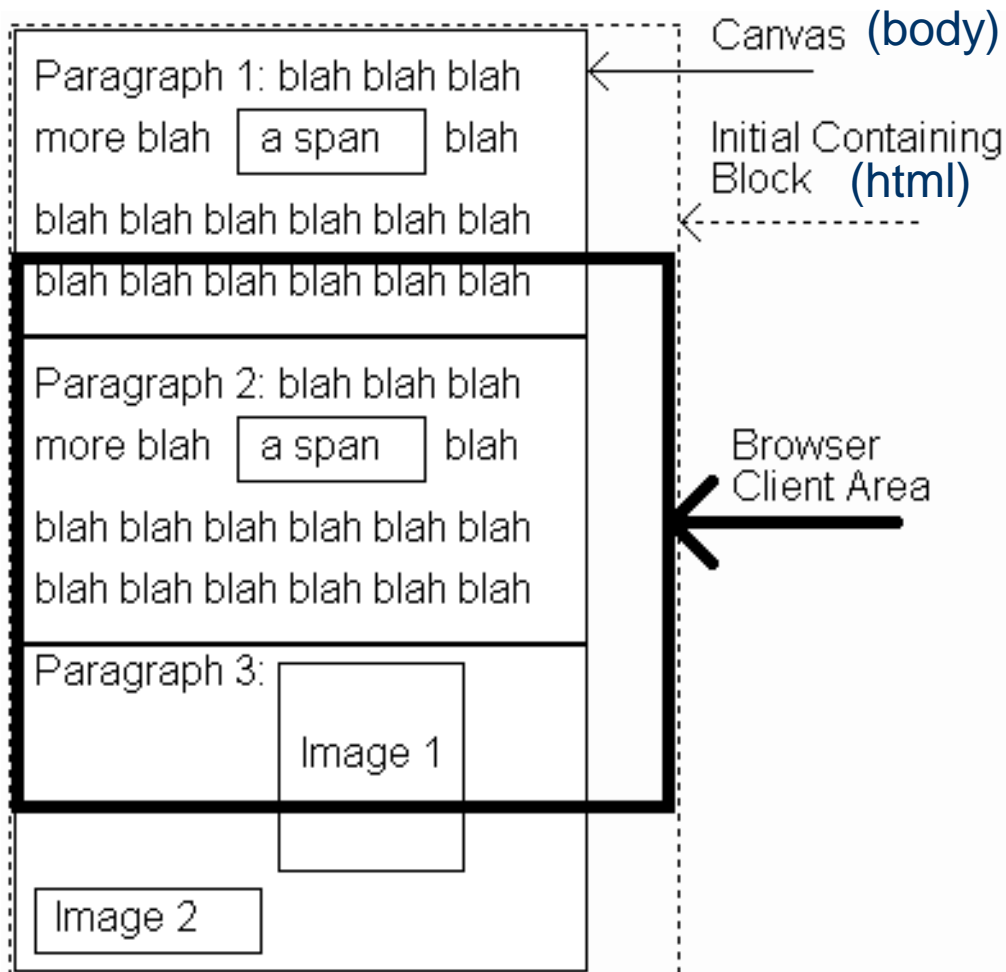 Canvas (body)
Paragraph 1: blah blah blah
more blah a span blah
Initial Containing
Block (html)
blah blah blah blah blah blah
blah blah blah blah blah blah
Paragraph 2: blah blah blah
more blah a span blah
Browser
Client Area
blah blah blah blah blah blah
blah blah blah blah blah blah
Paragraph 3:
Image 1
Image 2